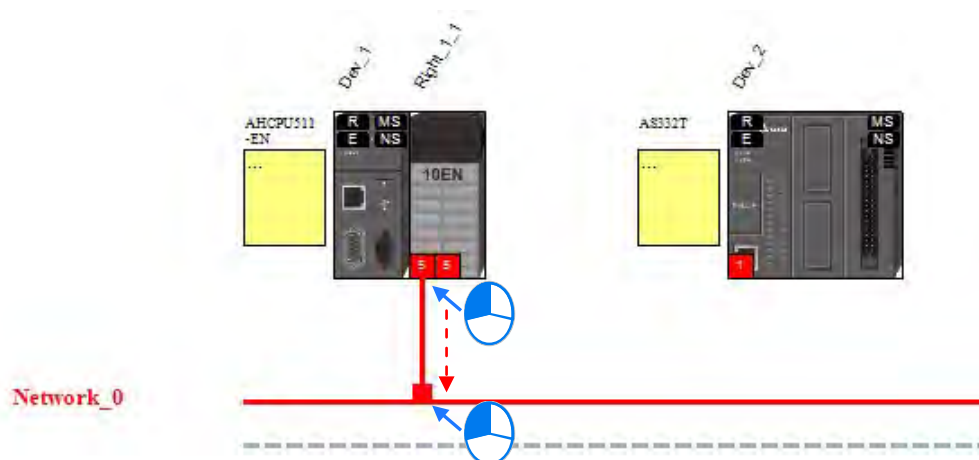 Dev_1
Right_1_1
Dev_2
AHCPU511
-EN
...
R
MS
E
NS
10EN
5
5
AS332T
...
R
MS
E
NS
1
Network_0